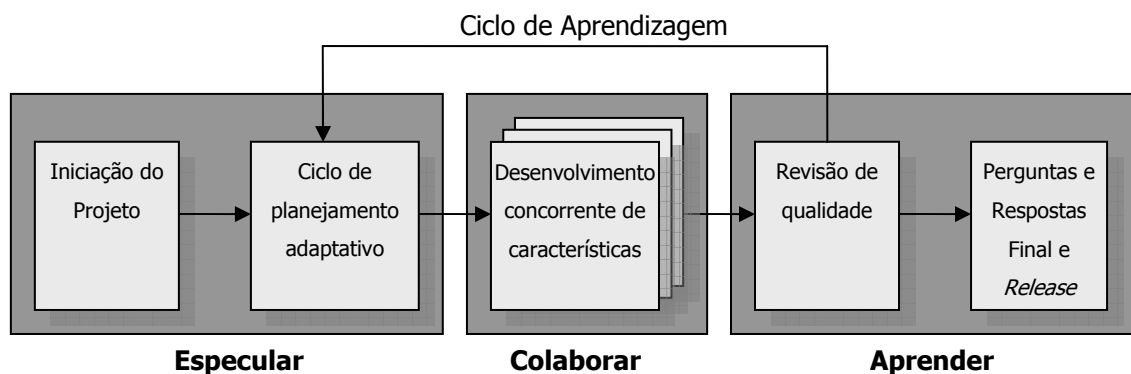 Ciclo de Aprendizagem
Iniciação do
Projeto
Ciclo de
planejamento
adaptativo
Desenvolvimento
concorrente de
características
Revisão de
qualidade
Perguntas e
Respostas
Final e
Release
Especular
Colaborar
Aprender